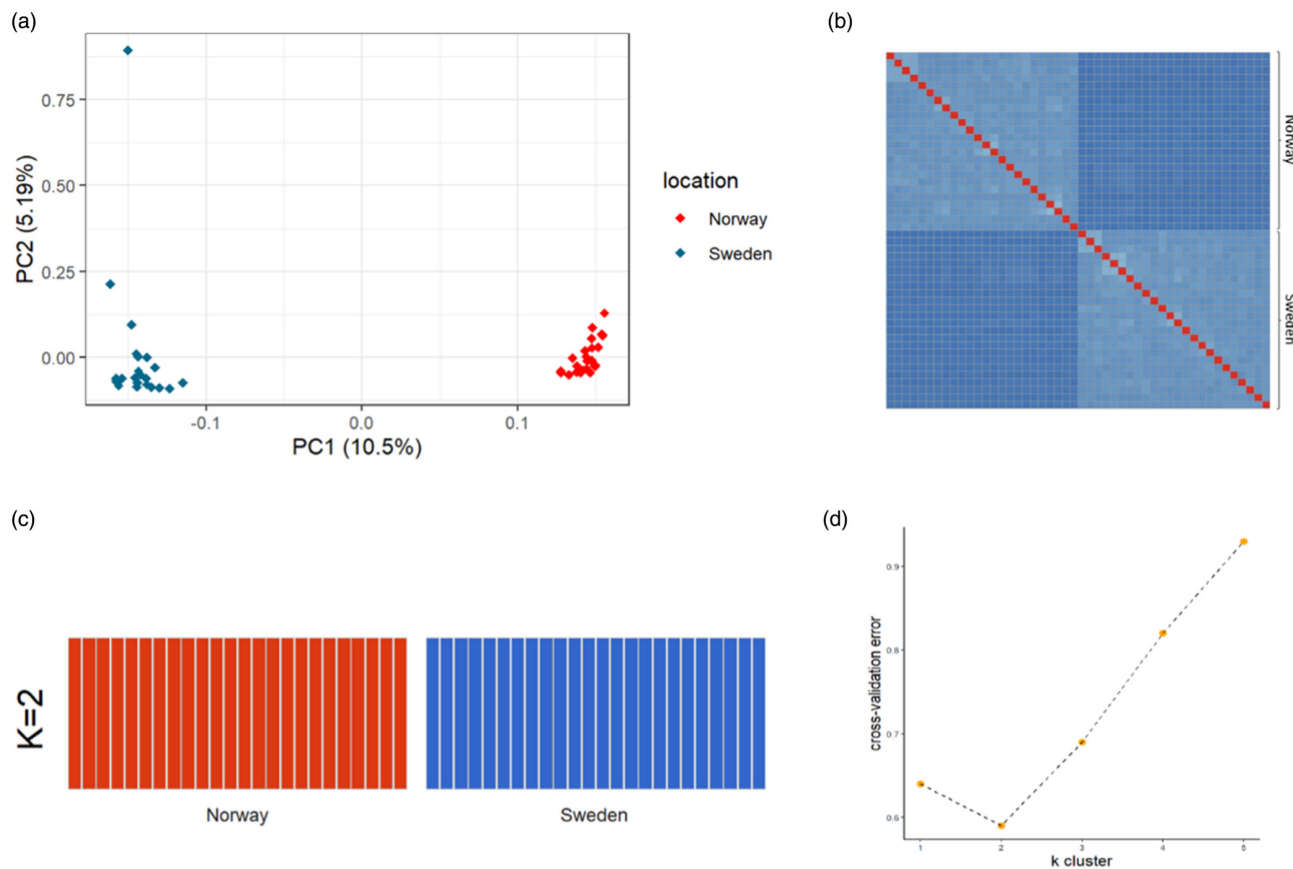 (a)
PC2 (5.19%)
0.75
0.50
0.25
0.00
-0.1
0.0
0.1
PC1 (10.5%)
location
Norway
Sweden
(b)
Norway
Sweden
(c)
K=2
Norway
Sweden
(d)
cross-validation error
0.9
0.8
0.7
0.6
1
2
3
4
5
k cluster